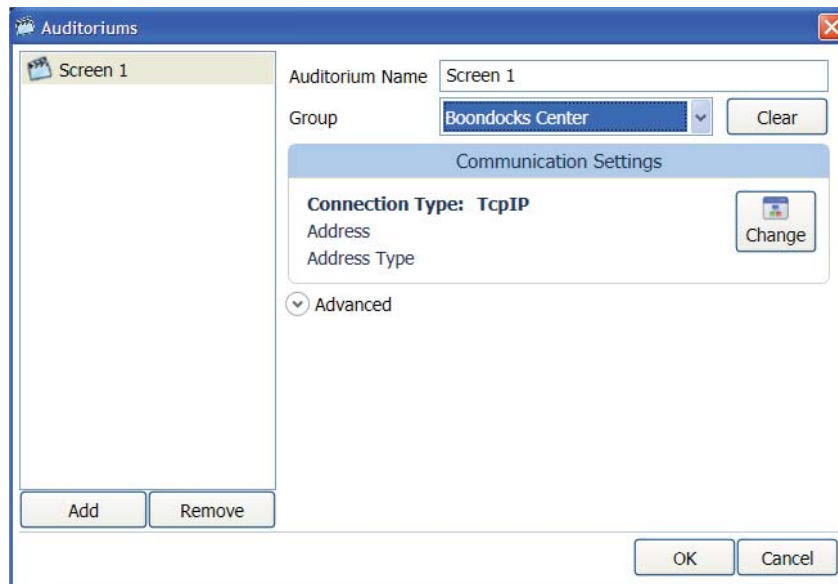 Auditoriums
Screen 1
Auditorium Name Screen 1
Group Boondocks Center Clear
Communication Settings
Connection Type: TcpIP
Address
Address Type
Change
Advanced
Add Remove
OK Cancel